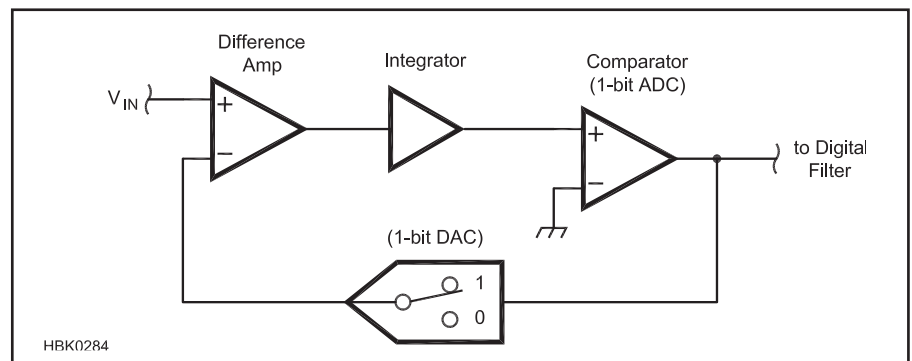 Difference
Amp
Integrator
Comparator
(1-bit ADC)
V IN
+
−
+
−
to Digital
Filter
(1-bit DAC)
1
0
HBK0284